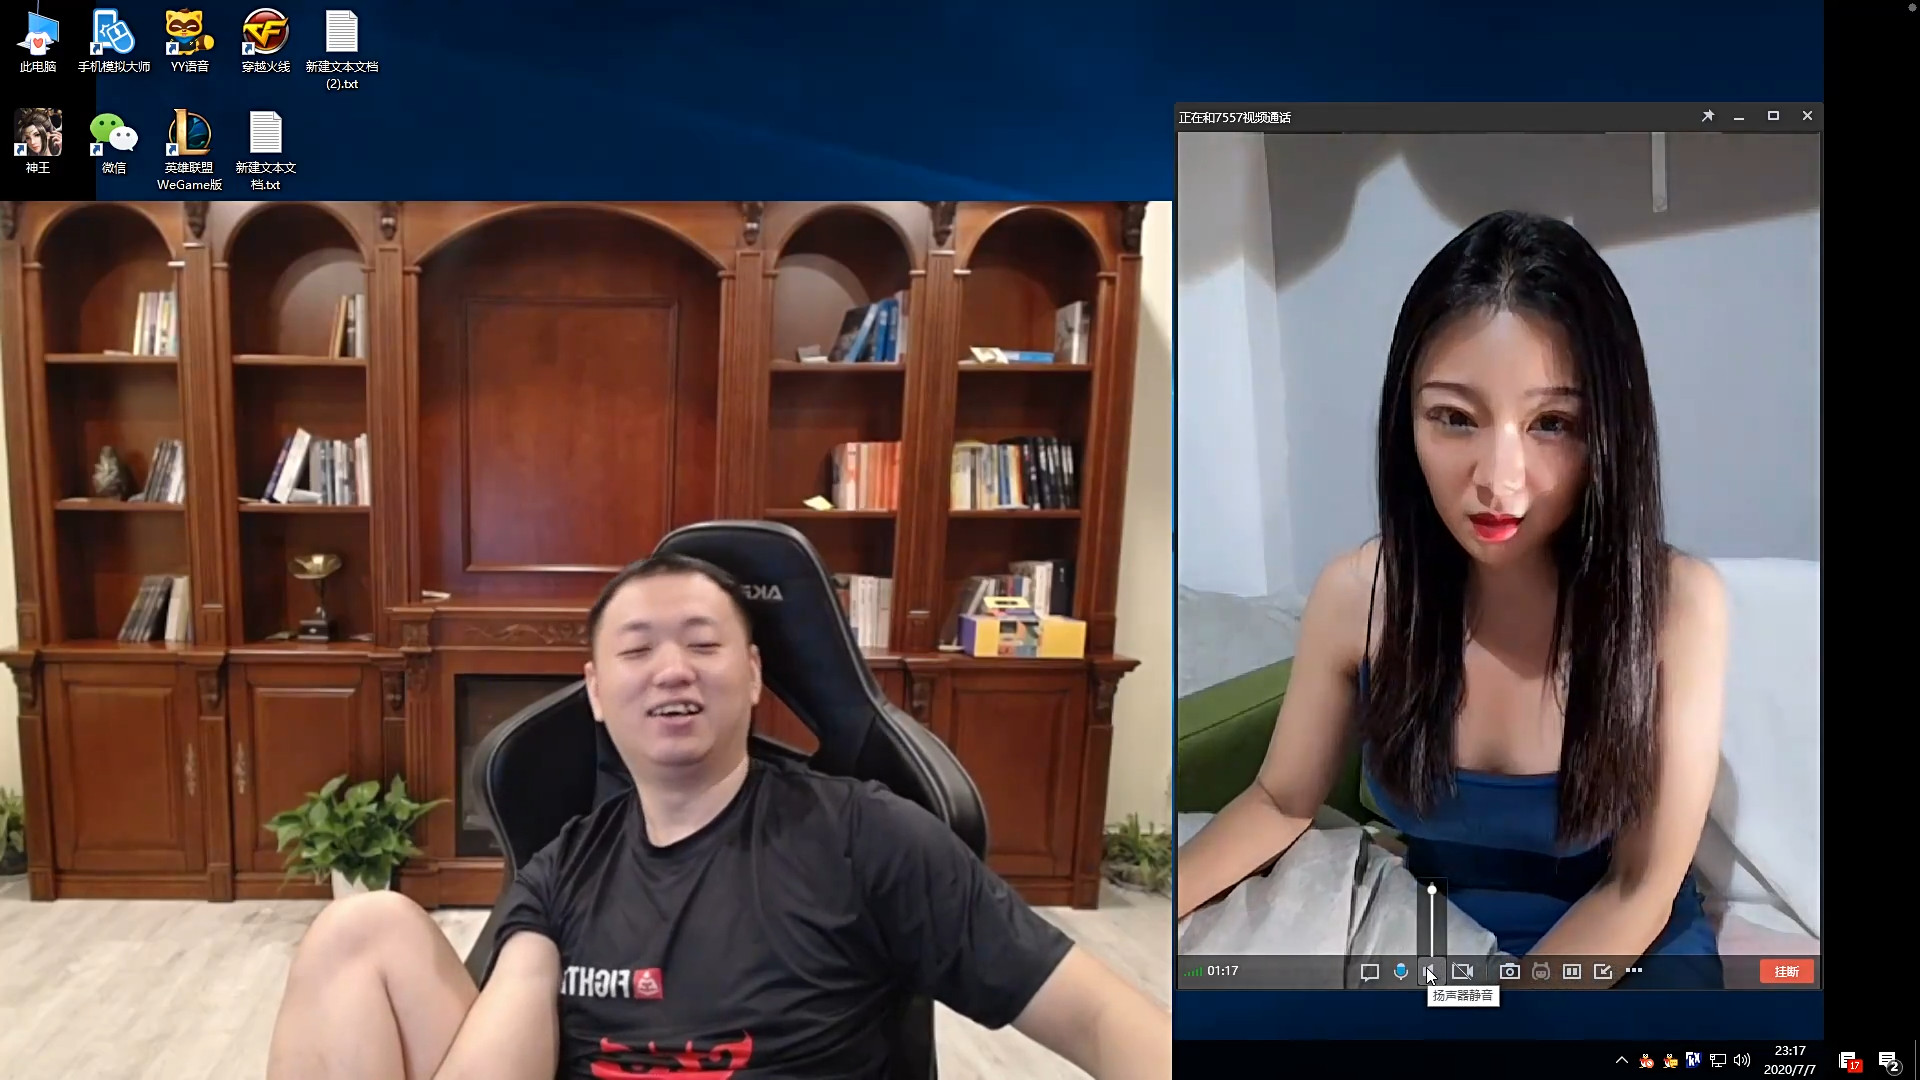 此电脑
手机模拟大师
YY语音
穿越火线
新建文本文档
(2).txt
神王
微信
英雄联盟
WeGame版
新建文本文
档.txt
正在和7557视频通话
FIGHT
01:17
扬声器静音
挂断
23:17
2020/7/7
17
2